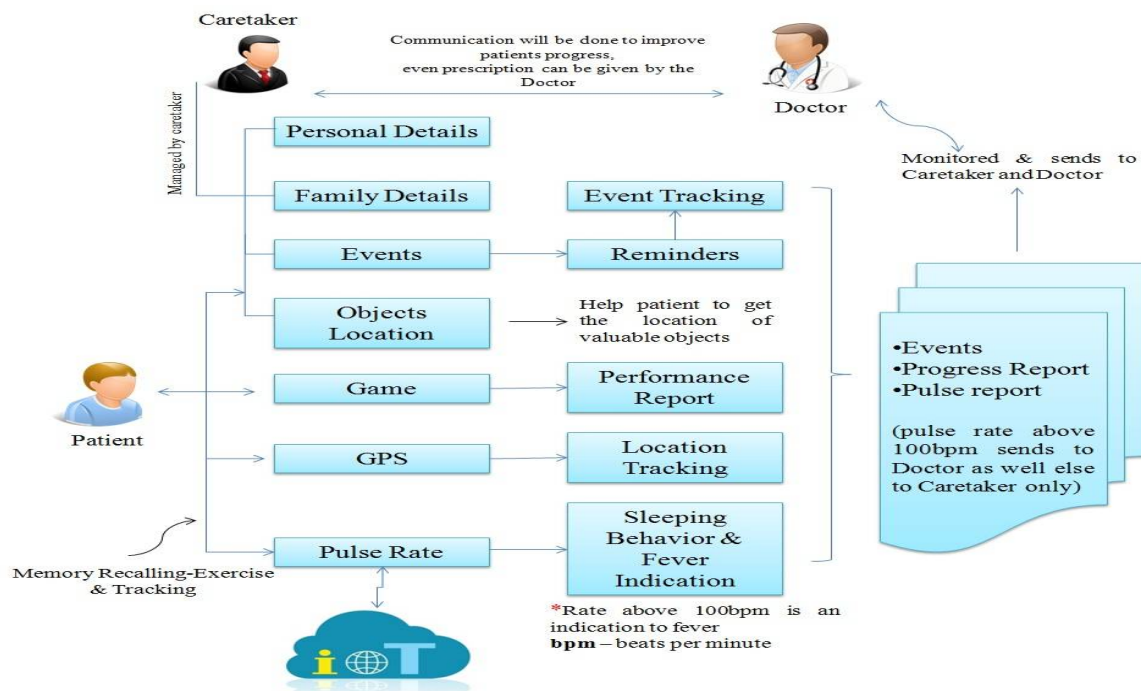 Caretaker
Communication will be done to improve
patients progress,
even prescription can be given by the
Doctor
Doctor
Managed by caretaker
Personal Details
Monitored & sends to
Caretaker and Doctor
Family Details
Event Tracking
Events
Reminders
Objects
Location
Help patient to get
the location of
valuable objects
•Events
•Progress Report
•Pulse report
(pulse rate above
100bpm sends to
Doctor as well else
to Caretaker only)
Patient
Game
Performance
Report
GPS
Location
Tracking
Pulse Rate
Sleeping
Behavior &
Fever
Indication
Memory Recalling-Exercise
& Tracking
*Rate above 100bpm is an
indication to fever
bpm – beats per minute
ioT